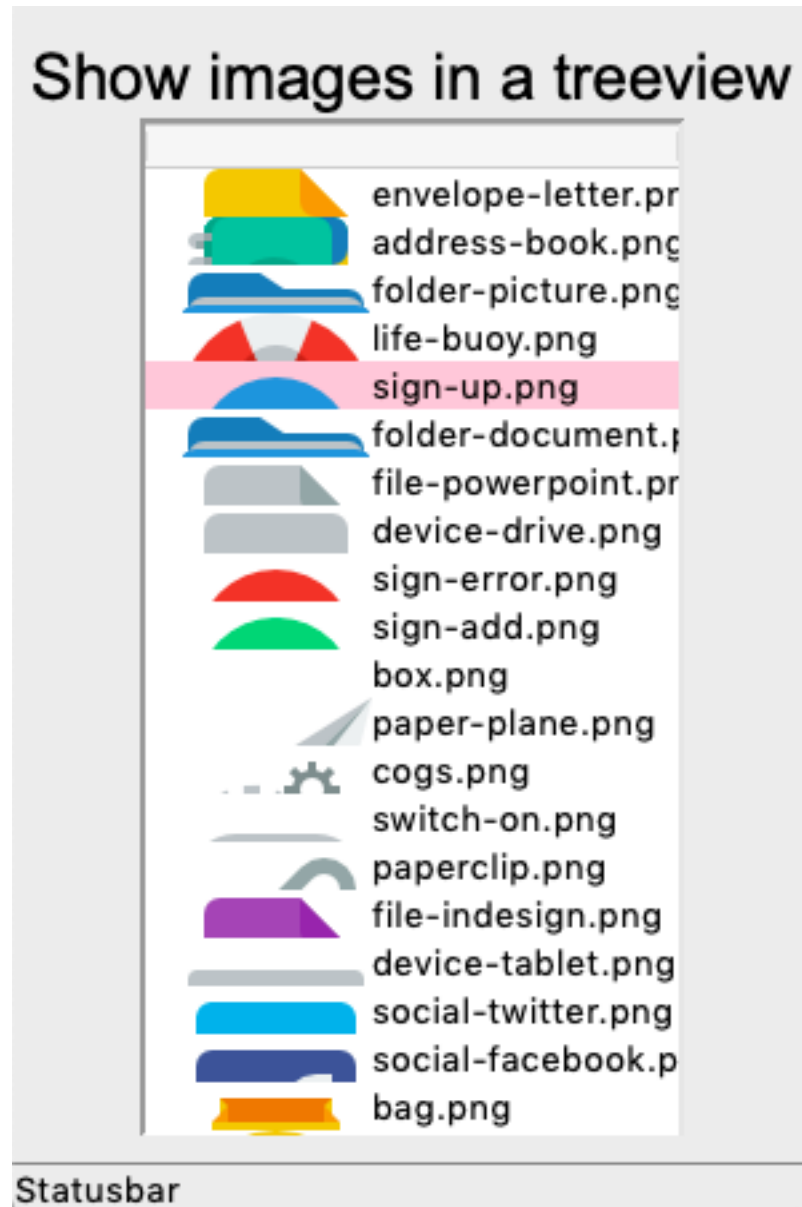 Show images in a treeview
envelope-letter.pr
address-book.png
folder-picture.png
life-buoy.png
sign-up.png
folder-document.p
file-powerpoint.pr
device-drive.png
sign-error.png
sign-add.png
box.png
paper-plane.png
cogs.png
switch-on.png
paperclip.png
file-indesign.png
device-tablet.png
social-twitter.png
social-facebook.p
bag.png
Statusbar